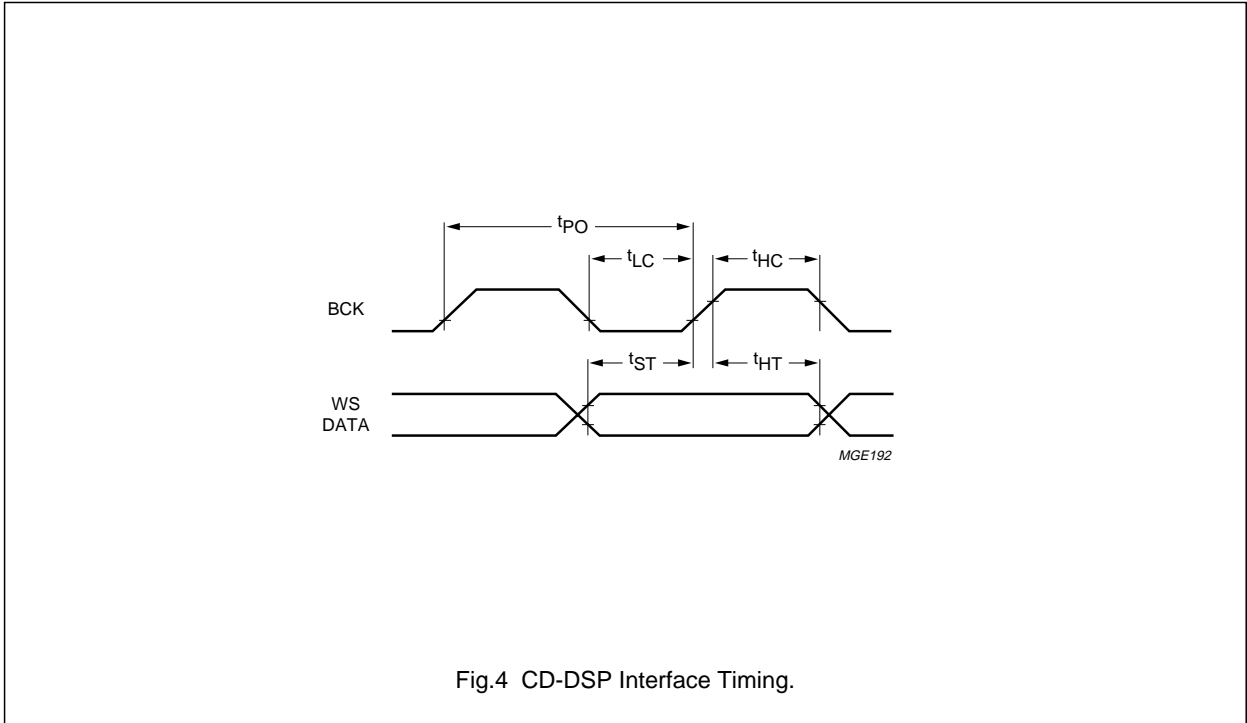 tPO
tLC
tHC
BCK
tST
tHT
WS
DATA
MGE192
Fig.4 CD-DSP Interface Timing.